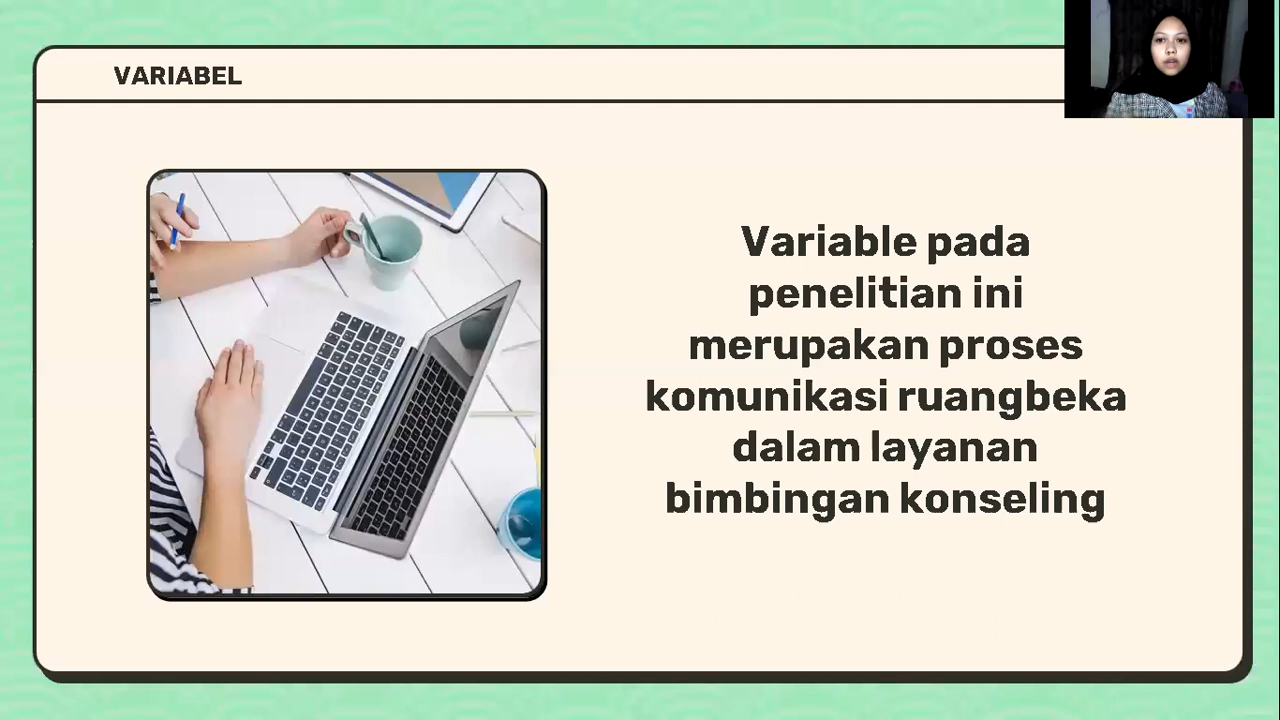 VARIABEL
Variable pada
penelitian ini
merupakan proses
komunikasi ruangbeka
dalam layanan
bimbingan konseling